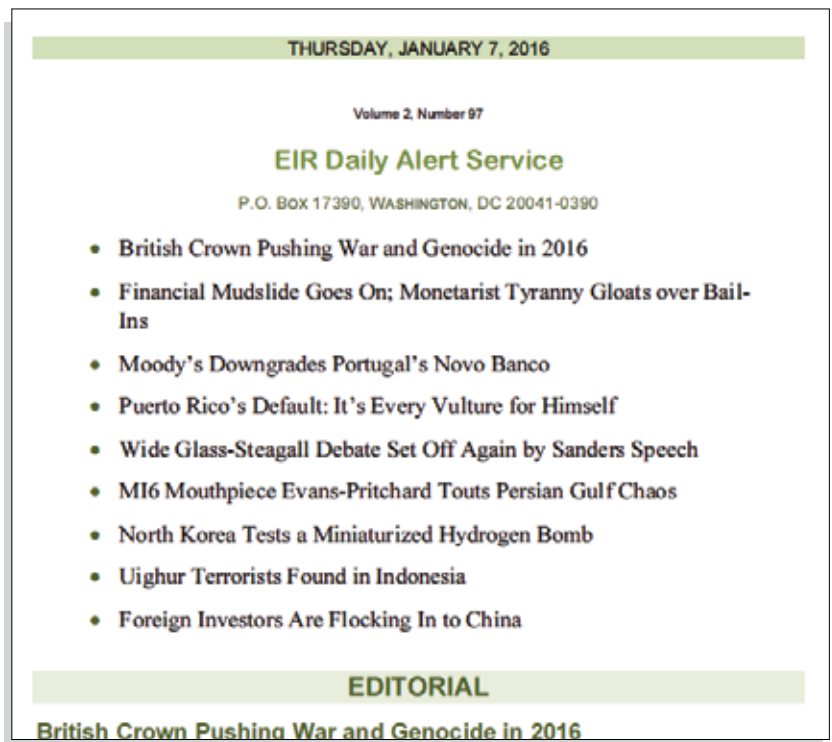 THURSDAY, JANUARY 7, 2016
Volume 2, Number 97
EIR Daily Alert Service
P.O. BOX 17390, WASHINGTON, DC 20041-0390
• British Crown Pushing War and Genocide in 2016
• Financial Mudslide Goes On; Monetarist Tyranny Gloats over Bail-
Ins
• Moody's Downgrades Portugal's Novo Banco
• Puerto Rico's Default: It's Every Vulture for Himself
• Wide Glass-Steagall Debate Set Off Again by Sanders Speech
• MI6 Mouthpiece Evans-Pritchard Touts Persian Gulf Chaos
• North Korea Tests a Miniaturized Hydrogen Bomb
• Uighur Terrorists Found in Indonesia
• Foreign Investors Are Flocking In to China
EDITORIAL
British Crown Pushing War and Genocide in 2016